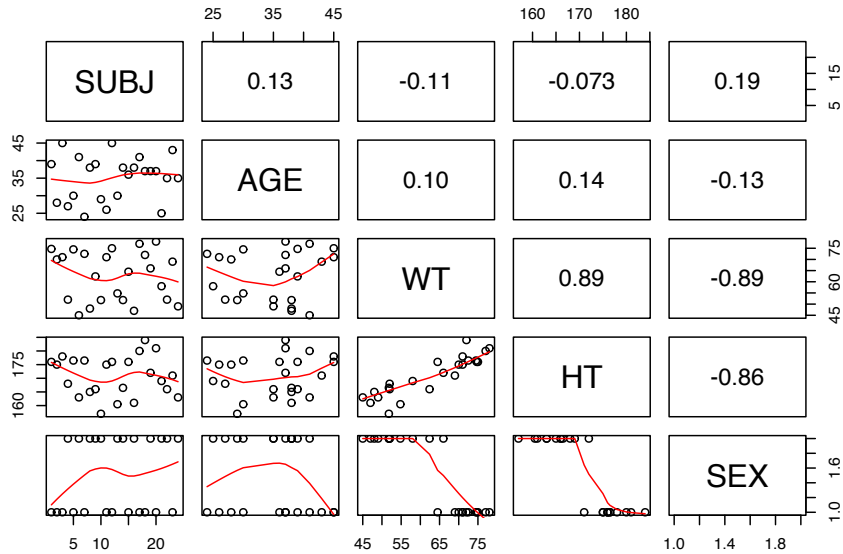 25 35 45 160 170 180
SUBJ 0.13 -0.11 -0.073 0.19 5 15
25 35 45 AGE 0.10 0.14 -0.13
WT 0.89 -0.89 45 60 75
160 175 HT -0.86
SEX 1.0 1.6
5 10 20 45 55 65 75 1.0 1.4 1.8